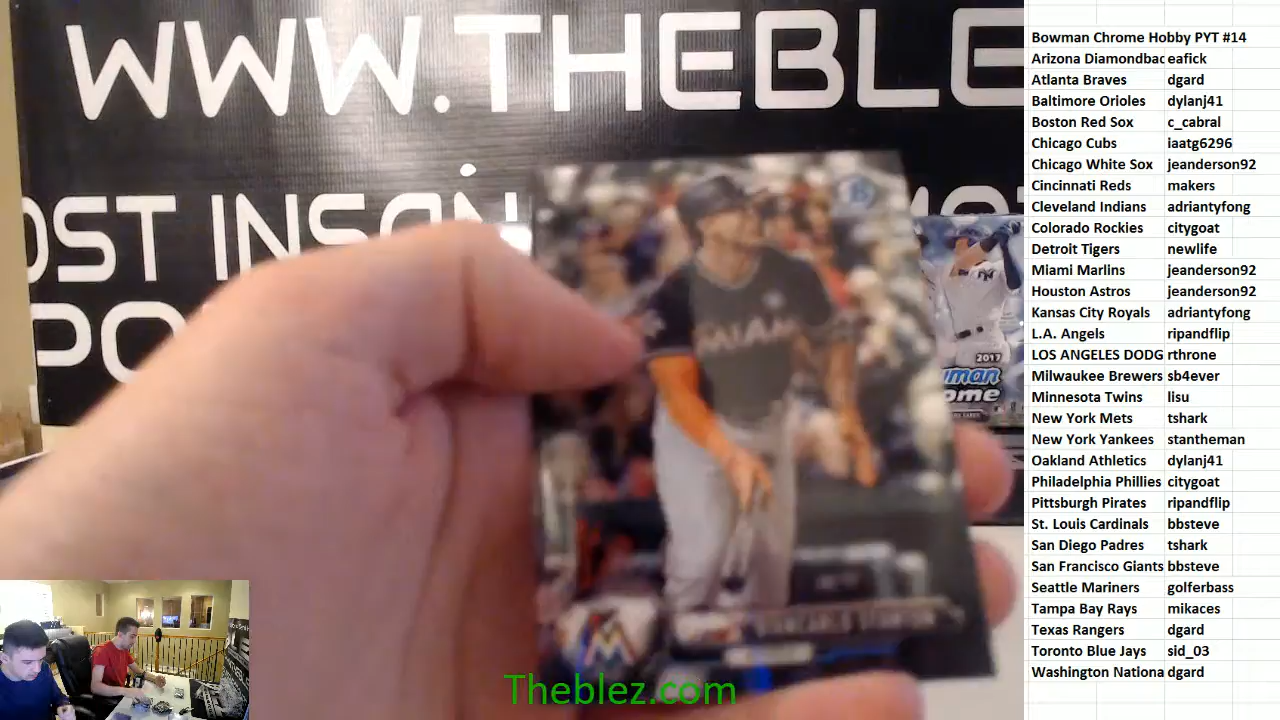 WWW.THEBLE
OST INSAN
PO
MIAMI
GIANCARLO STANTON
2017
Bowman Chrome Hobby PYT #14
Arizona Diamondbac eafick
Atlanta Braves dgard
Baltimore Orioles dylanj41
Boston Red Sox c_cabral
Chicago Cubs iaatg6296
Chicago White Sox jeanderson92
Cincinnati Reds makers
Cleveland Indians adriantyfong
Colorado Rockies citygoat
Detroit Tigers newlife
Miami Marlins jeanderson92
Houston Astros jeanderson92
Kansas City Royals adriantyfong
L.A. Angels ripandflip
LOS ANGELES DODG rthrone
Milwaukee Brewers sb4ever
Minnesota Twins lisu
New York Mets tshark
New York Yankees stantheman
Oakland Athletics dylanj41
Philadelphia Phillies citygoat
Pittsburgh Pirates ripandflip
St. Louis Cardinals bbsteve
San Diego Padres tshark
San Francisco Giants bbsteve
Seattle Mariners golferbass
Tampa Bay Rays mikaces
Texas Rangers dgard
Toronto Blue Jays sid_03
Washington Nationa dgard
Theblez.com